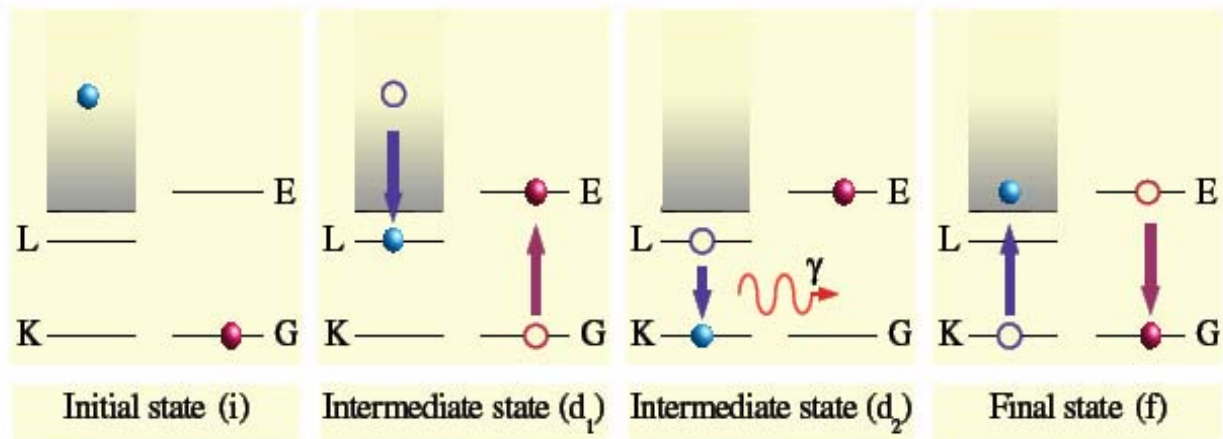 E
L
K G
Initial state (i)
E
L
K G
Intermediate state (d₁)
E
L
γ
K G
Intermediate state (d₂)
E
L
K G
Final state (f)